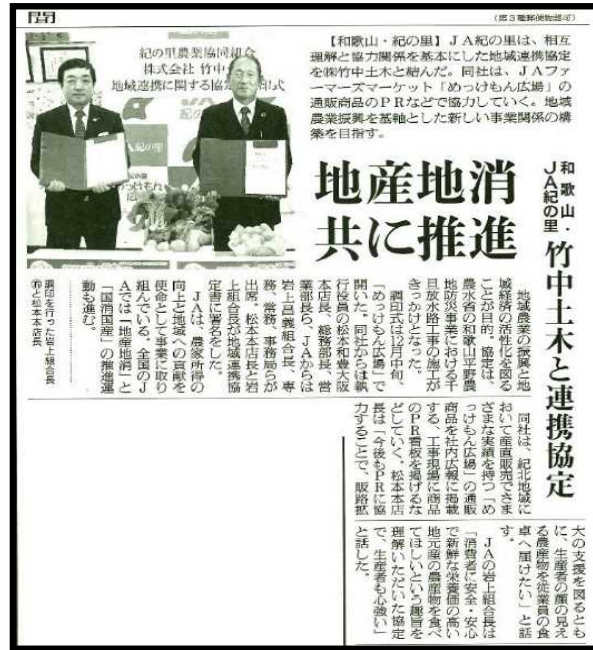 聞
(第3種郵便物認可)
紀の里農業協同組合
株式会社 竹中
地域連携に関する協
印式
【和歌山・紀の里】JA紀の里は、相互
理解と協力関係を基本にした地域連携協定
を㈱竹中土木と結んだ。同社は、JAファ
ーマーズマーケット「めっけもん広場」の
通販商品のPRなどで協力していく。地域
農業振興を基軸とした新しい事業関係の構
築を目指す。
和歌山・
JA紀の里
竹中土木と連携協定
地産地消
共に推進
地域農業の振興と地
域経済の活性化を図る
ことが目的。協定は、
農水省の和歌山平野農
地防災事業における千
旦放水路工事の施工が
きっかけとなった。
調印式は12月中旬、
「めっけもん広場」で
開いた。同社からは執
行役員の松本和豊大阪
本店長、総務部長、営
業部長ら、JAからは
岩上昌義組合長、専
務、常務、事務局らが
出席。松本本店長と岩
上組合長が地域連携協
定書に署名をした。
JAは、農家所得の
向上と地域への貢献を
使命として事業に取り
組んでいる。全国のJ
Aでは「地産地消」と
「国消国産」の推進運
動も進む。
調印を行った岩上組合長
㊨と松本本店長
同社は、紀北地域に
おいて産直販売でさま
ざまな実績を持つ「め
っけもん広場」の通販
商品を社内広報に掲載
する、工事現場に商品
のPR看板を掲げるな
どしていく。松本本店
長は「今後もPRに協
力することで、販路拡
大の支援を図るととも
に、生産者の顔の見え
る農産物を従業員の食
卓へ届けたい」と話
す。
JAの岩上組合長は
「消費者に安全・安心
で新鮮な栄養価の高い
地元産の農産物を食べ
てほしいという趣旨を
理解いただいた協定
で、生産者も心強い」
と話した。